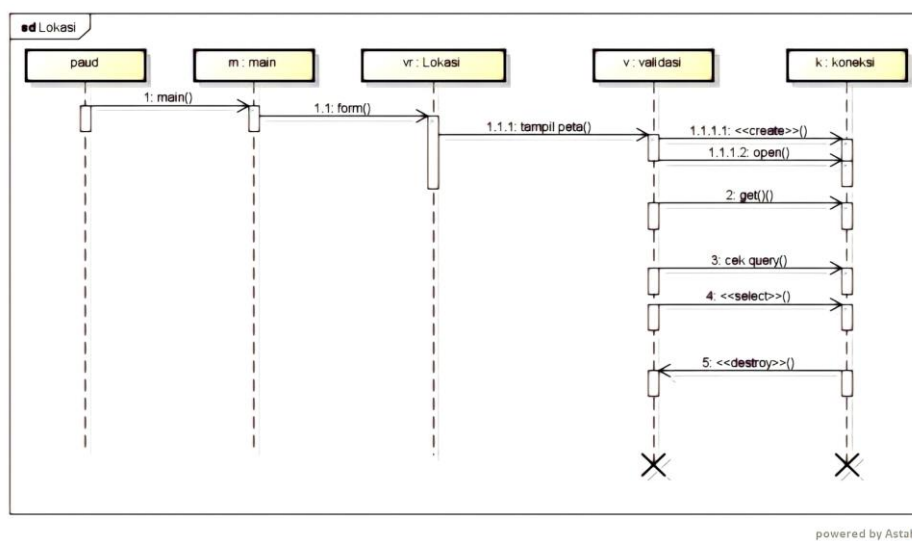 sd Lokasi
paud
m : main
vr : Lokasi
v : validasi
k : koneksi
1: main()
1.1: form()
1.1.1: tampil peta()
1.1.1.1: <<create>>()
1.1.1.2: open()
2: get()()
3: cek query()
4: <<select>>()
5: <<destroy>>()
powered by